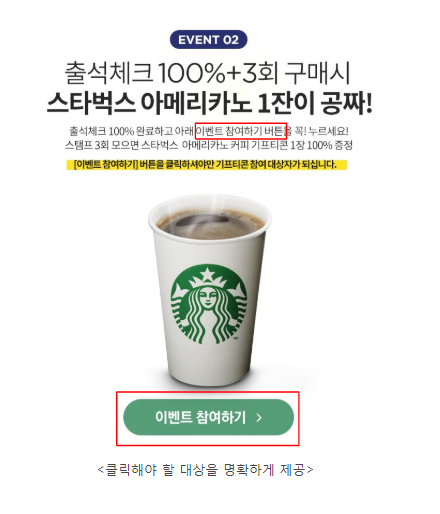 EVENT 02
출석체크 100%+3회 구매시
스타벅스 아메리카노 1잔이 공짜!
출석체크 100% 완료하고 아래 이벤트 참여하기 버튼을 꼭! 누르세요!
스탬프 3회 모으면 스타벅스 아메리카노 커피 기프티콘 1장 100% 증정
[이벤트 참여하기] 버튼을 클릭하셔야만 기프티콘 참여 대상자가 되십니다.
이벤트 참여하기 >
<클릭해야 할 대상을 명확하게 제공>